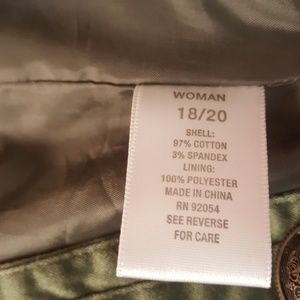 WOMAN
18/20
SHELL:
97% COTTON
3% SPANDEX
LINING:
100% POLYESTER
MADE IN CHINA
RN 92054
SEE REVERSE
FOR CARE